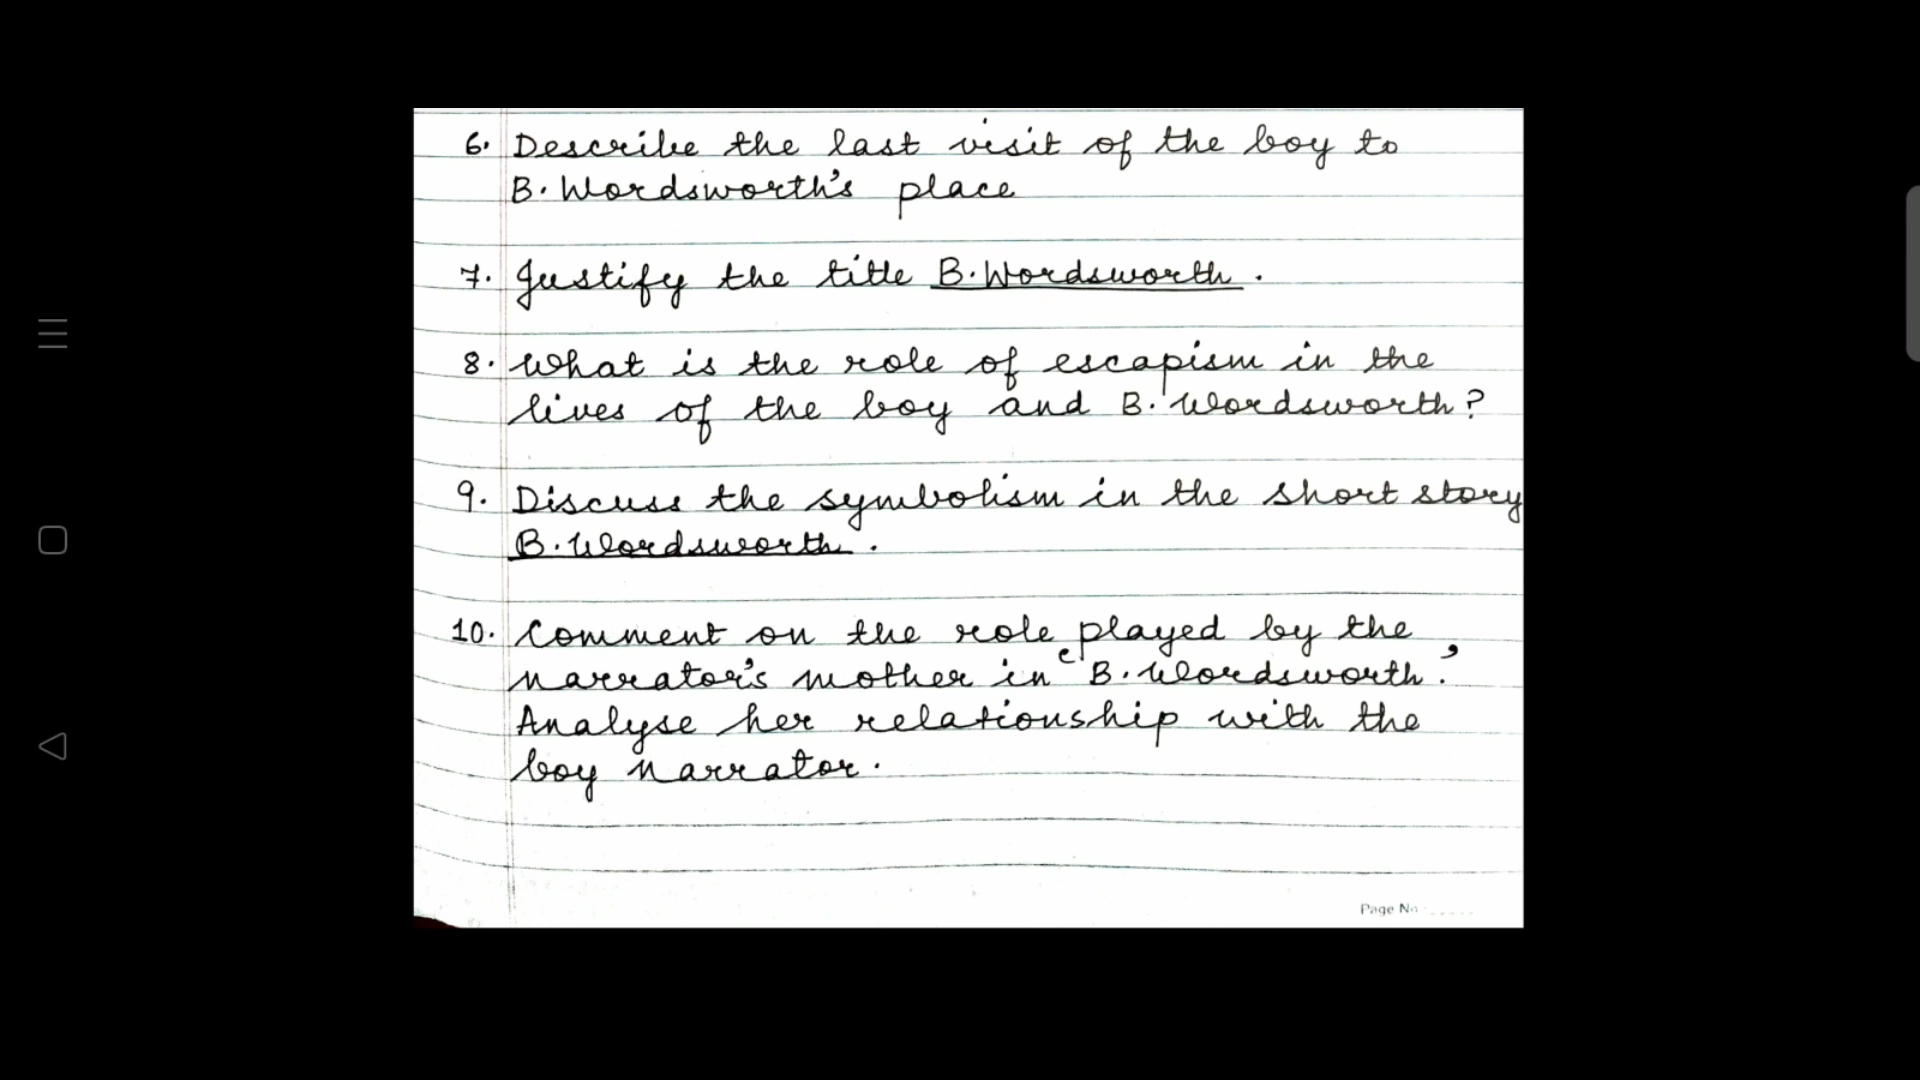 6. Describe the last visit of the boy to
B. Wordsworth's place
7. Justify the title B. Wordsworth.
8. What is the role of escapism in the
lives of the boy and B. Wordsworth?
9. Discuss the symbolism in the short story
B. Wordsworth.
10. Comment on the role played by the
narrator's mother in 'B. Wordsworth.'
Analyse her relationship with the
boy narrator.
Page No